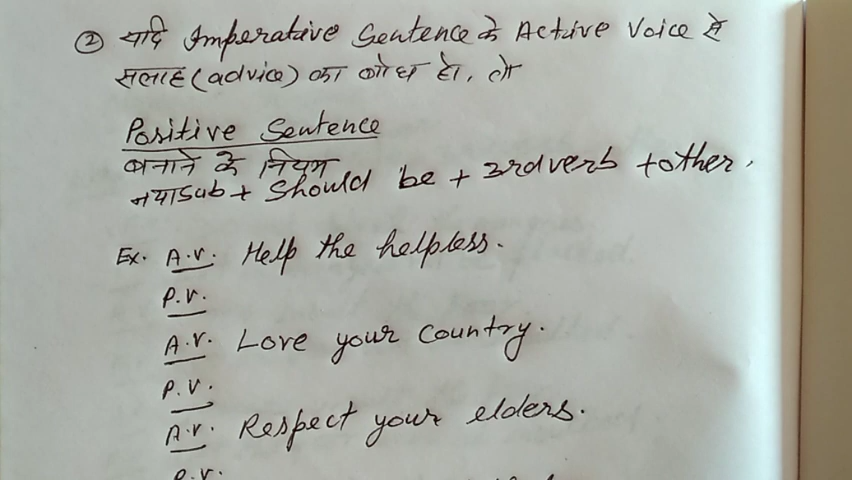 ② यदि Imperative Sentence के Active Voice से
सलाह (advice) का बोध हो, तो
Positive Sentence
बनाने के नियम
नया Sub + Should be + 3rd verb + other.
Ex. A.V. Help the helpless.
P.V.
A.V. Love your country.
P.V.
A.V. Respect your elders.
P.V.